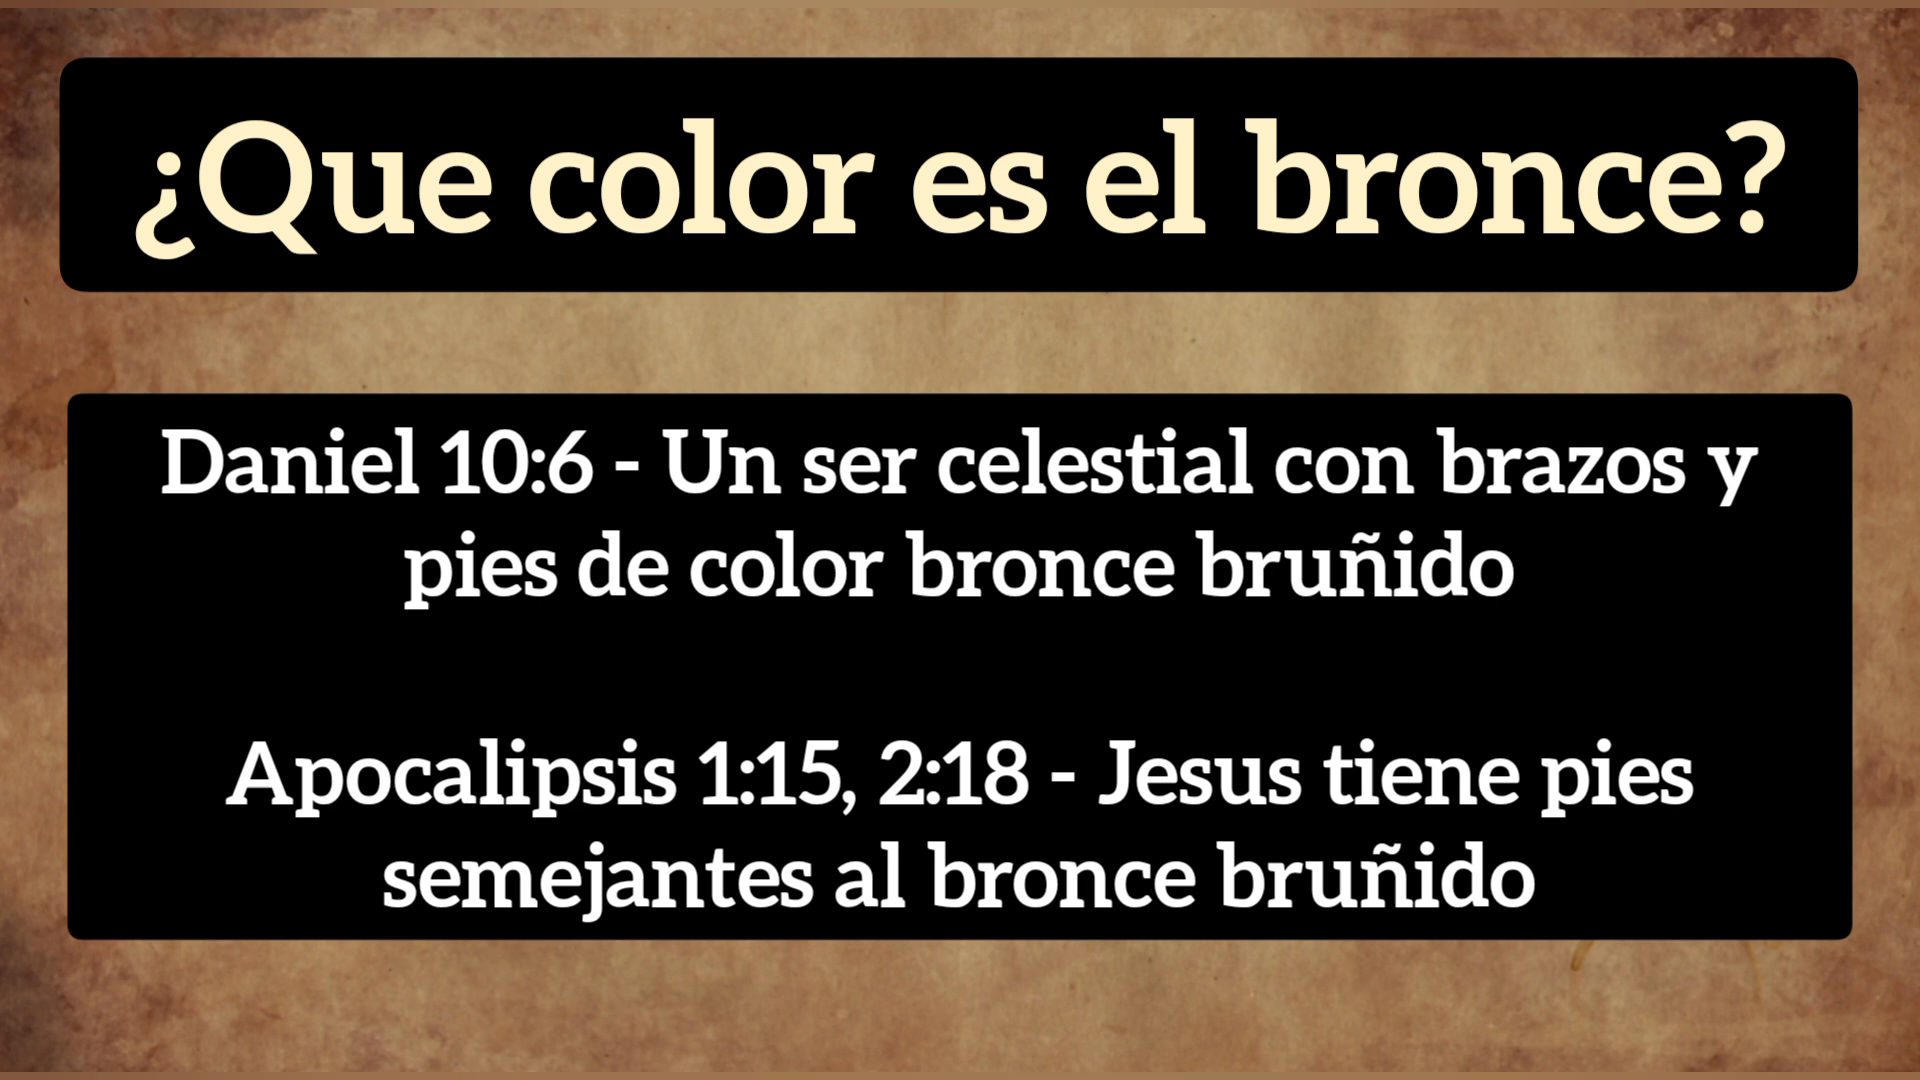 ¿Que color es el bronce?
Daniel 10:6 - Un ser celestial con brazos y
pies de color bronce bruñido
Apocalipsis 1:15, 2:18 - Jesus tiene pies
semejantes al bronce bruñido